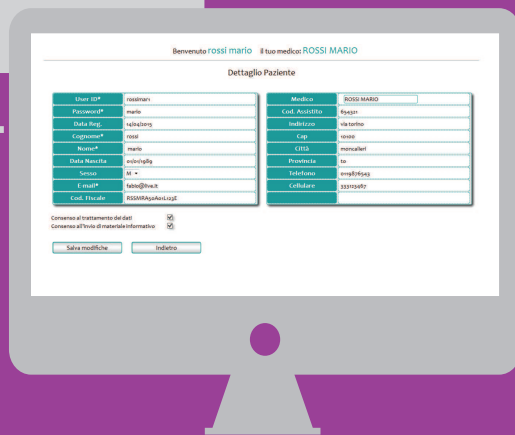 Benvenuto rossi mario il tuo medico: ROSSI MARIO
Dettaglio Paziente
User ID* rossimar1
Password* mario
Data Reg. 14/04/2015
Cognome* rossi
Nome* mario
Data Nascita 01/01/1989
Sesso M
E-mail* fabio@live.it
Cod. Fiscale RSSMRA50A01L125E
Medico ROSSI MARIO
Cod. Assistito 654321
Indirizzo via torino
Cap 10100
Città moncalieri
Provincia to
Telefono 0119876543
Cellulare 333123467
Consenso al trattamento dei dati
Consenso all'invio di materiale informativo
Salva modifiche Indietro